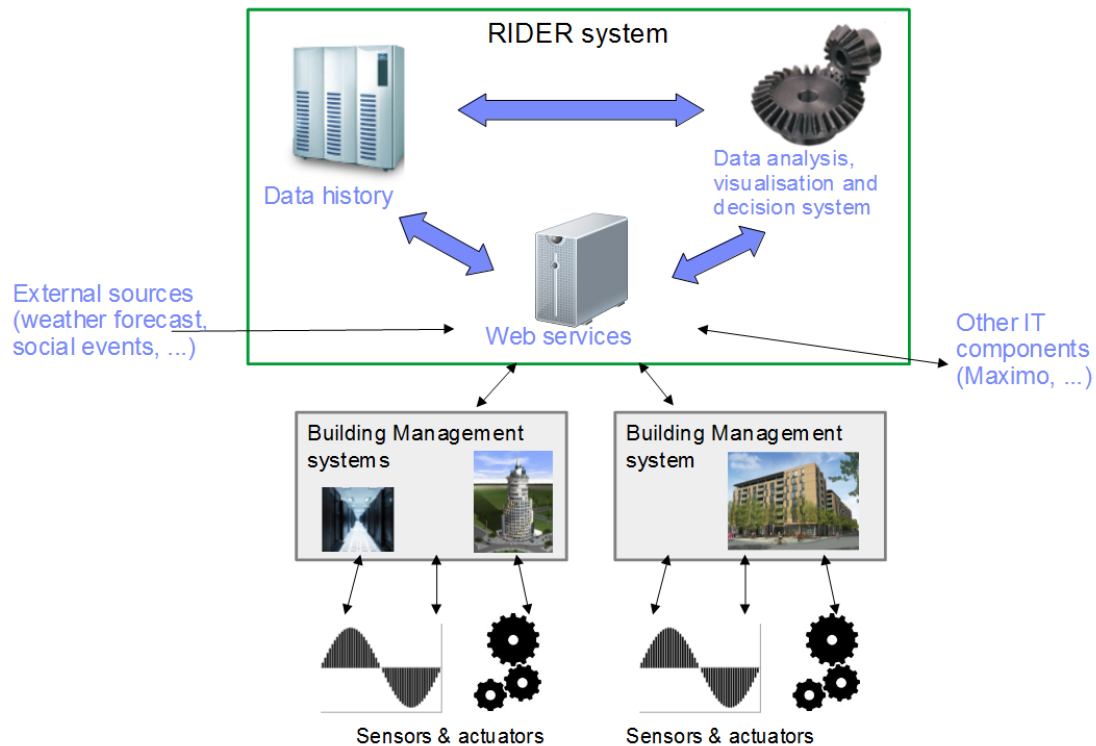 RIDER system
Data history
Data analysis,
visualisation and
decision system
Web services
External sources
(weather forecast,
social events, ...)
Other IT
components
(Maximo, ...)
Building Management
systems
Building Management
system
Sensors & actuators
Sensors & actuators